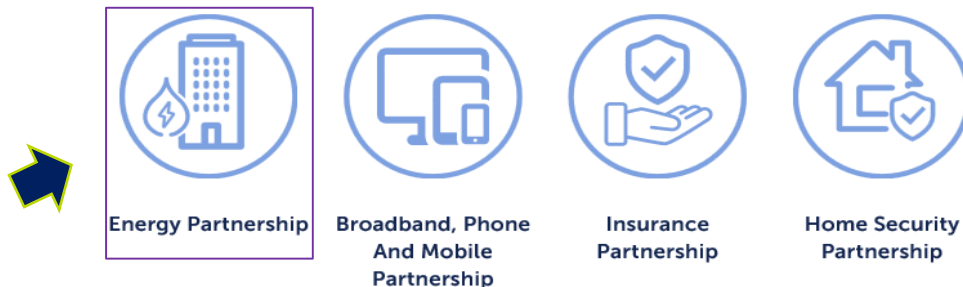 Energy Partnership
Broadband, Phone
And Mobile
Partnership
Insurance
Partnership
Home Security
Partnership